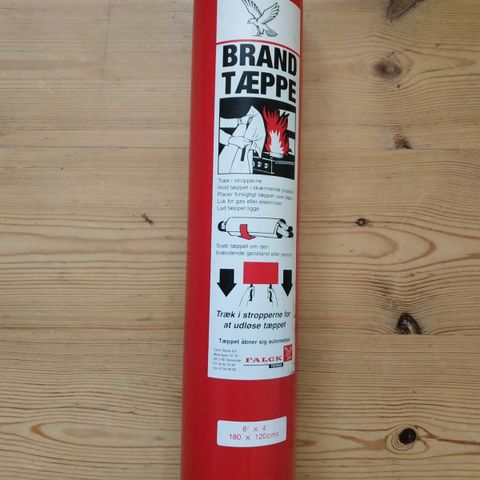 BRAND
TÆPPE
Træk i stropperne
Hold tæppet i skærmende position
Placer forsigtigt tæppet over ilden
Luk for gas eller elektricitet
Lad tæppet ligge
Svøb tæppet om den
brændende genstand eller person
Træk i stropperne for
at udløse tæppet
Tæppet åbner sig automatisk
FALCK
6' × 4'
180 × 120cms